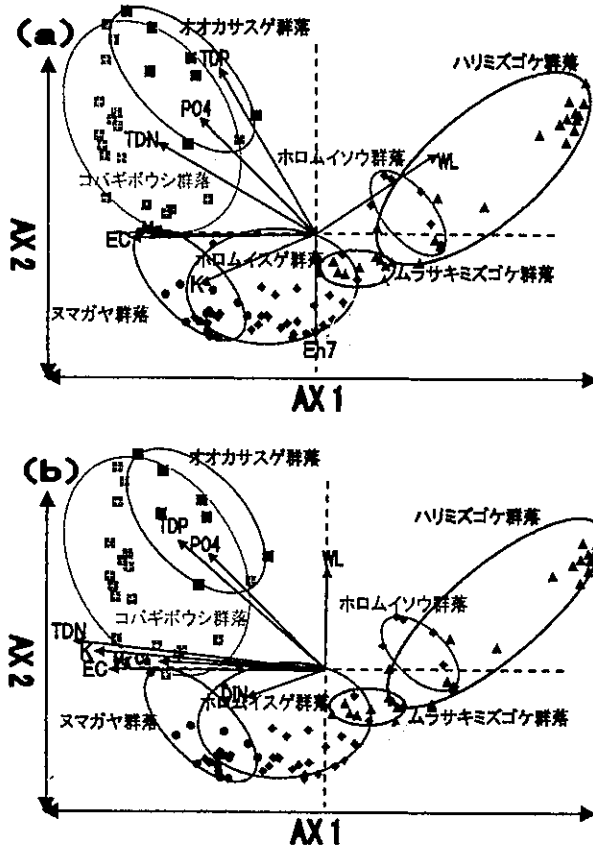 (a)
オオカサスゲ群落
TDP
ハリミズゴケ群落
PO4
TDN
ホロムイソウ群落
WL
コバギボウシ群落
EC
ホロムイスゲ群落
K
ムラサキミズゴケ群落
ヌマガヤ群落
Eh7
AX 2
AX 1
(b)
オオカサスゲ群落
TDP
PO4
ハリミズゴケ群落
WL
コバギボウシ群落
ホロムイソウ群落
TDN
K
EC
DIN
ホロムイスゲ群落
ヌマガヤ群落
ムラサキミズゴケ群落
AX 2
AX 1